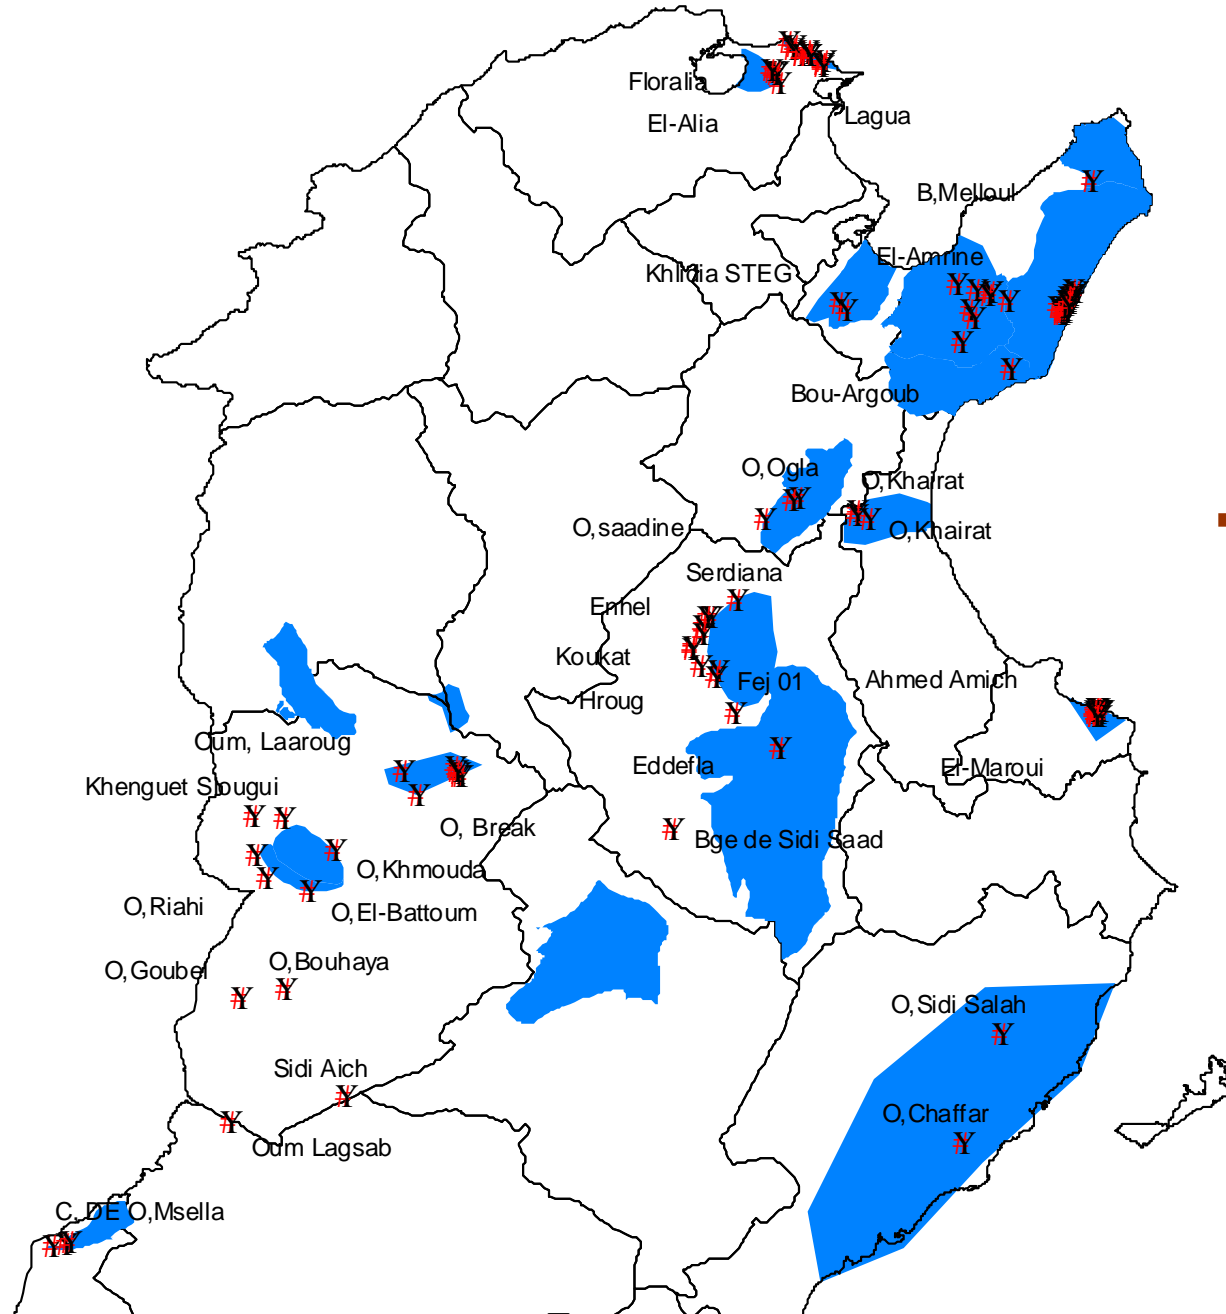 Floralia
El-Alia
Lagua
B,Melloul
El-Amrine
Khlidia STEG
Bou-Argoub
O,Ogla
O,Khairat
O,saadine
O,Khairat
Serdiana
Ennel
Koukat
Fej 01
Ahmed Amich
Hroug
Oum, Laaroug
Eddefla
El-Maroui
Khenguet Slougui
O, Break
Bge de Sidi Saad
O,Khmouda
O,Riahi
O,El-Battoum
O,Goubel
O,Bouhaya
O,Sidi Salah
Sidi Aich
O,Chaffar
Oum Lagsab
C. DE O,Msella